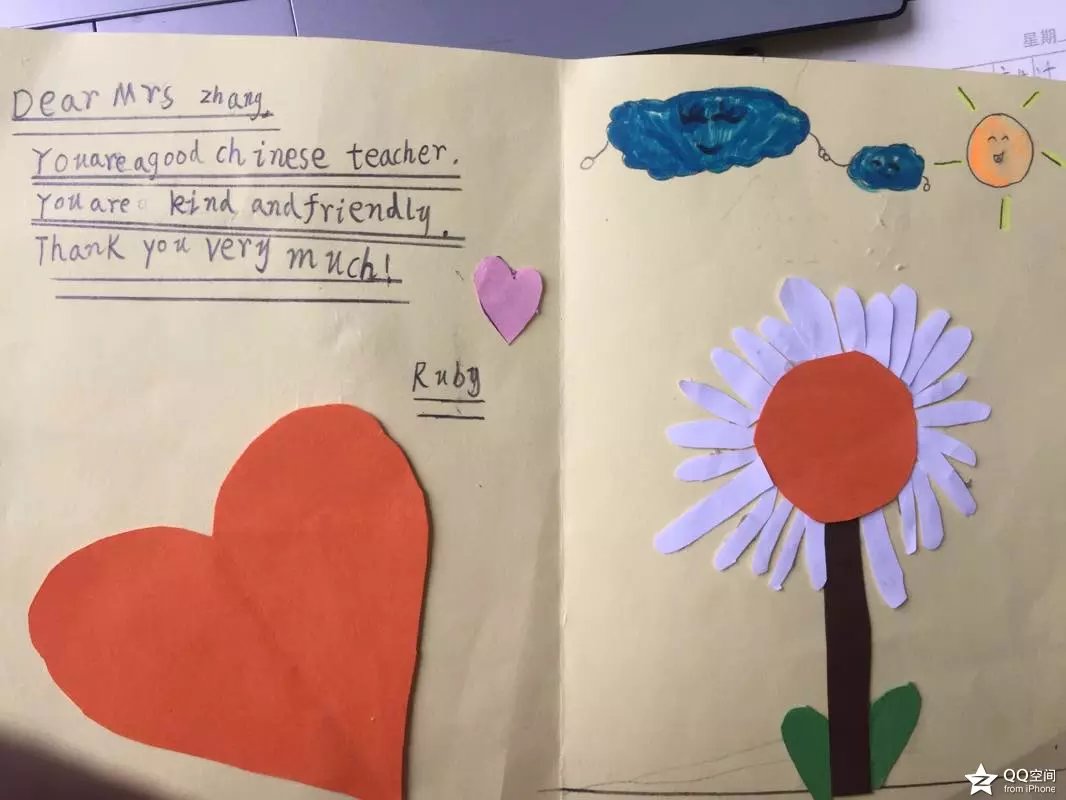 Dear Mrs zhang.
You are a good chinese teacher.
You are kind and friendly.
Thank you very much!
Ruby
星期
QQ空间
from iPhone